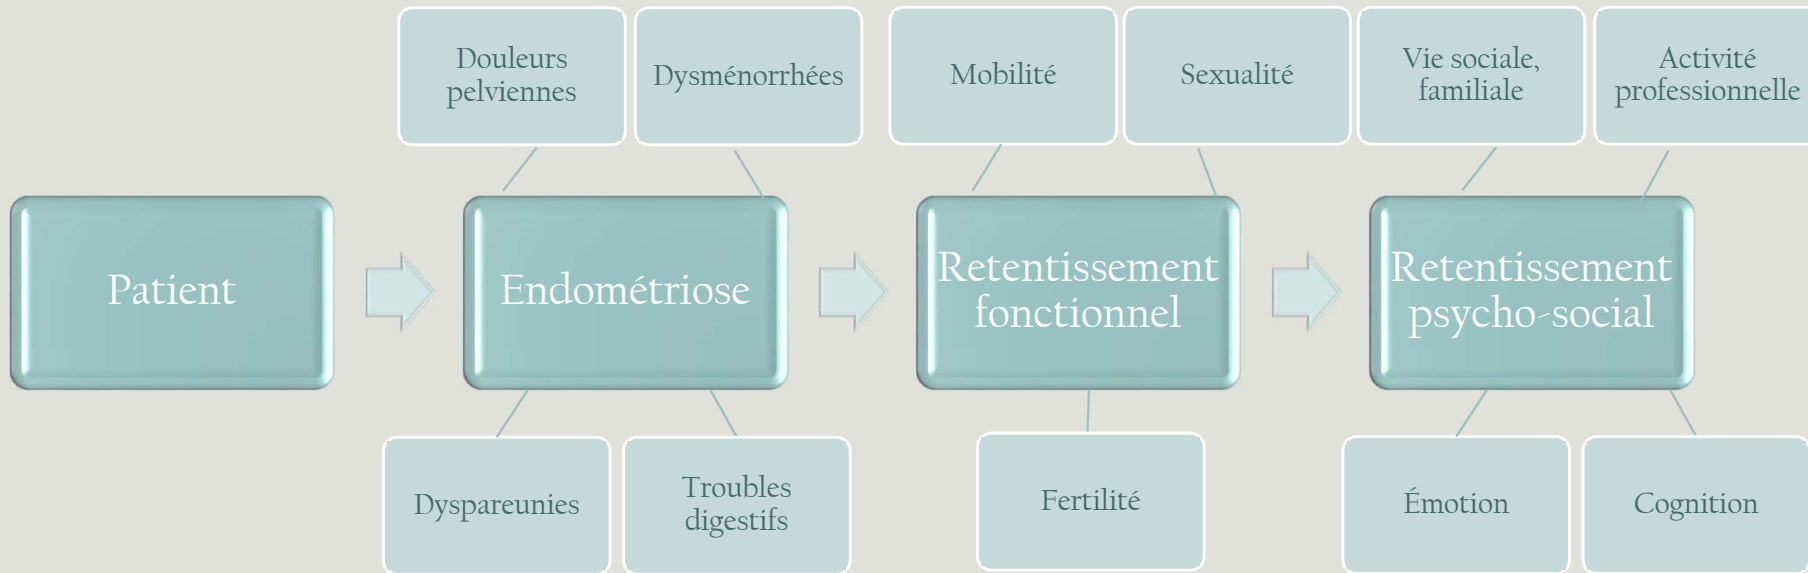 Douleurs
pelviennes
Dysménorrhées
Mobilité
Sexualité
Vie sociale,
familiale
Activité
professionnelle
Patient
Endométriose
Retentissement
fonctionnel
Retentissement
psycho-social
Dyspareunies
Troubles
digestifs
Fertilité
Émotion
Cognition